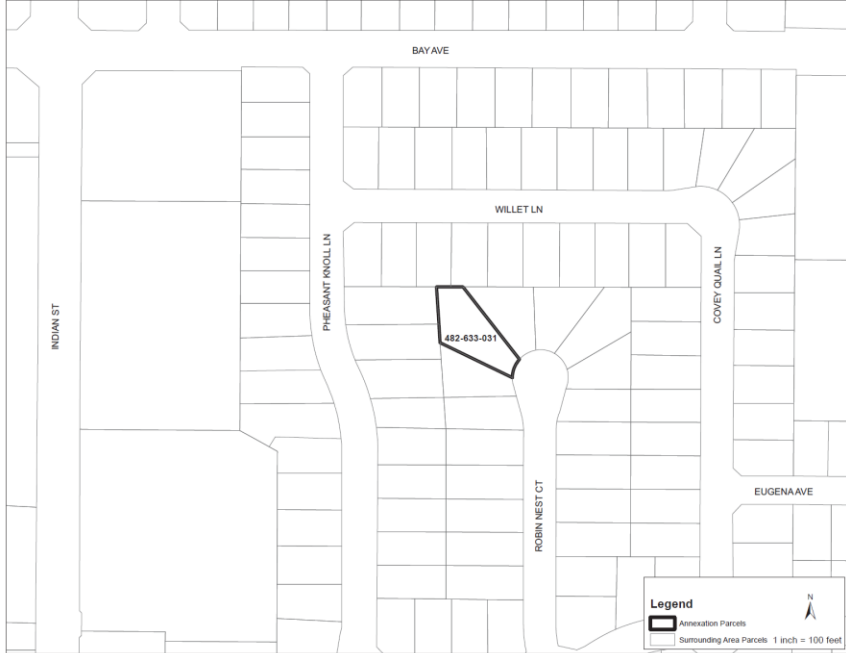 BAY AVE
WILLET LN
PHEASANT KNOLL LN
COVEY QUAIL LN
INDIAN ST
482-633-031
EUGENA AVE
ROBIN NEST CT
Legend
N
Annexation Parcels
Surrounding Area Parcels 1 inch = 100 feet